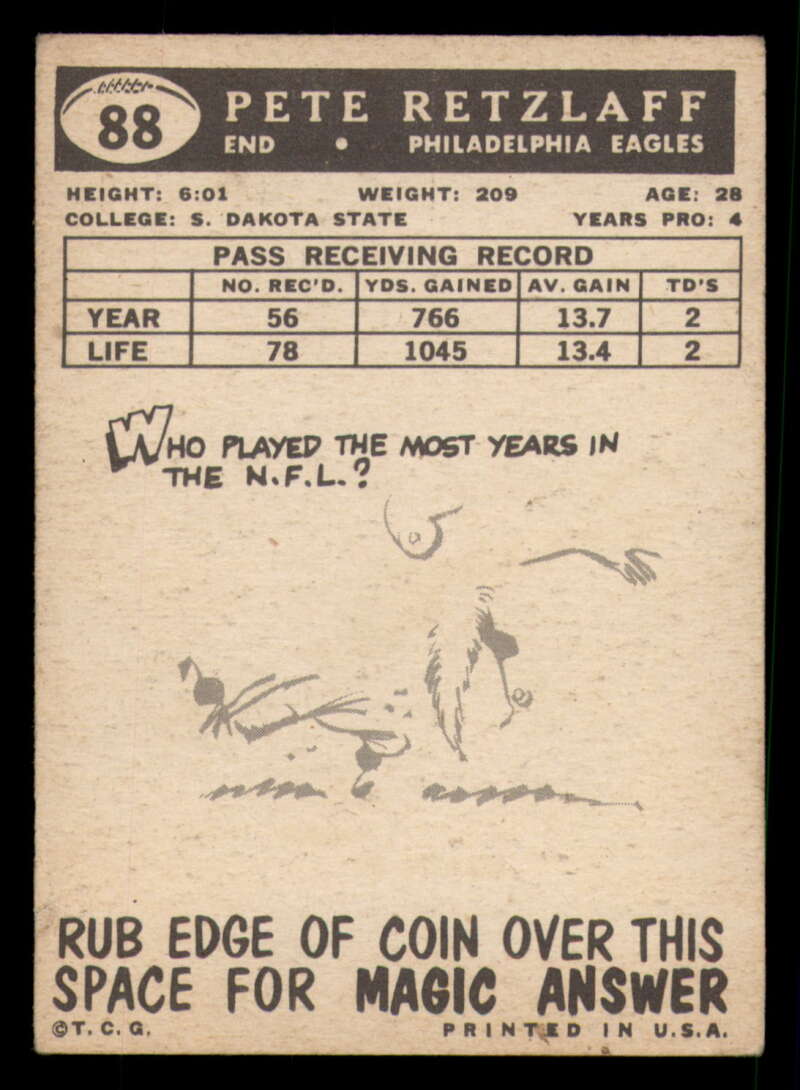 88
PETE RETZLAFF
END • PHILADELPHIA EAGLES
HEIGHT: 6:01 WEIGHT: 209 AGE: 28
COLLEGE: S. DAKOTA STATE YEARS PRO: 4
PASS RECEIVING RECORD
NO. REC'D. YDS. GAINED AV. GAIN TD'S
YEAR 56 766 13.7 2
LIFE 78 1045 13.4 2
WHO PLAYED THE MOST YEARS IN
THE N.F.L.?
RUB EDGE OF COIN OVER THIS
SPACE FOR MAGIC ANSWER
©T.C.G. PRINTED IN U.S.A.